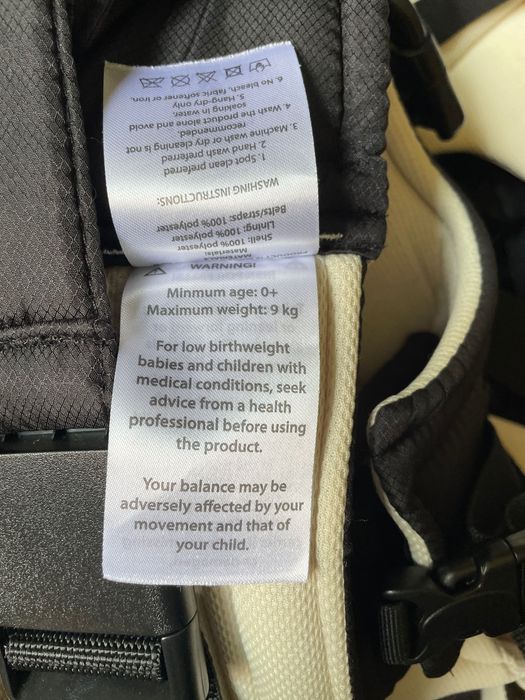 WARNING!
Minmum age: 0+
Maximum weight: 9 kg
For low birthweight
babies and children with
medical conditions, seek
advice from a health
professional before using
the product.
Your balance may be
adversely affected by your
movement and that of
your child.
MATERIALS
Shell: 100% polyester
Lining: 100% polyester
Belts/straps: 100% polyester
WASHING INSTRUCTIONS:
1. Spot clean preferred
2. Hand wash preferred
3. Machine wash or dry cleaning is not
recommended.
4. Wash the product alone and avoid
soaking in water.
5. Hang-dry only
6. No bleach, fabric softener or iron.